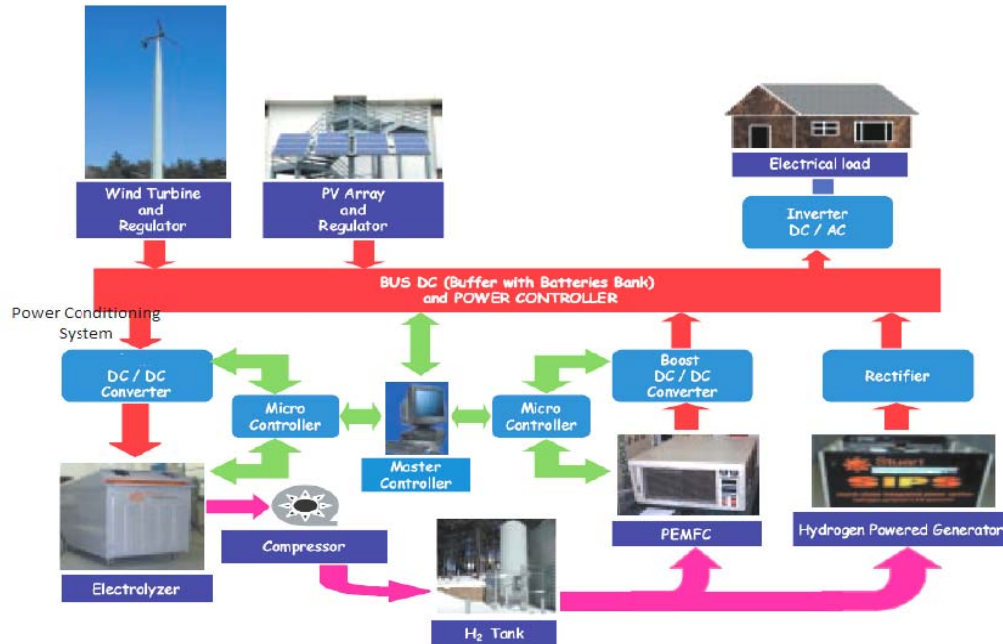 Wind Turbine
and
Regulator
PV Array
and
Regulator
Electrical load
Inverter
DC / AC
BUS DC (Buffer with Batteries Bank)
and POWER CONTROLLER
Power Conditioning
System
DC / DC
Converter
Micro
Controller
Master
Controller
Micro
Controller
Boost
DC / DC
Converter
Rectifier
Stuart
SIPS
Electrolyzer
Compressor
H₂ Tank
PEMFC
Hydrogen Powered Generator